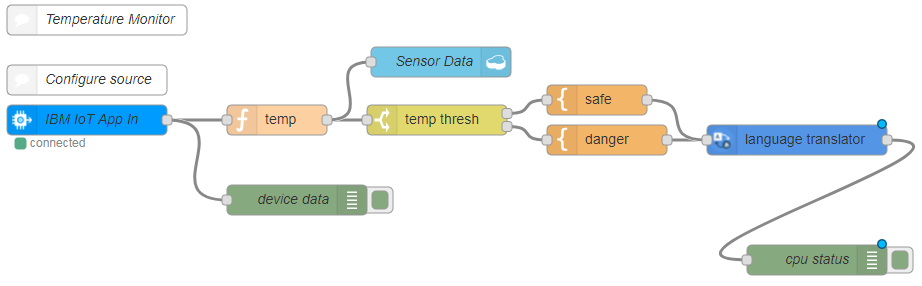 Temperature Monitor
Configure source
Sensor Data
IBM IoT App In
connected
temp
temp thresh
safe
danger
language translator
device data
cpu status